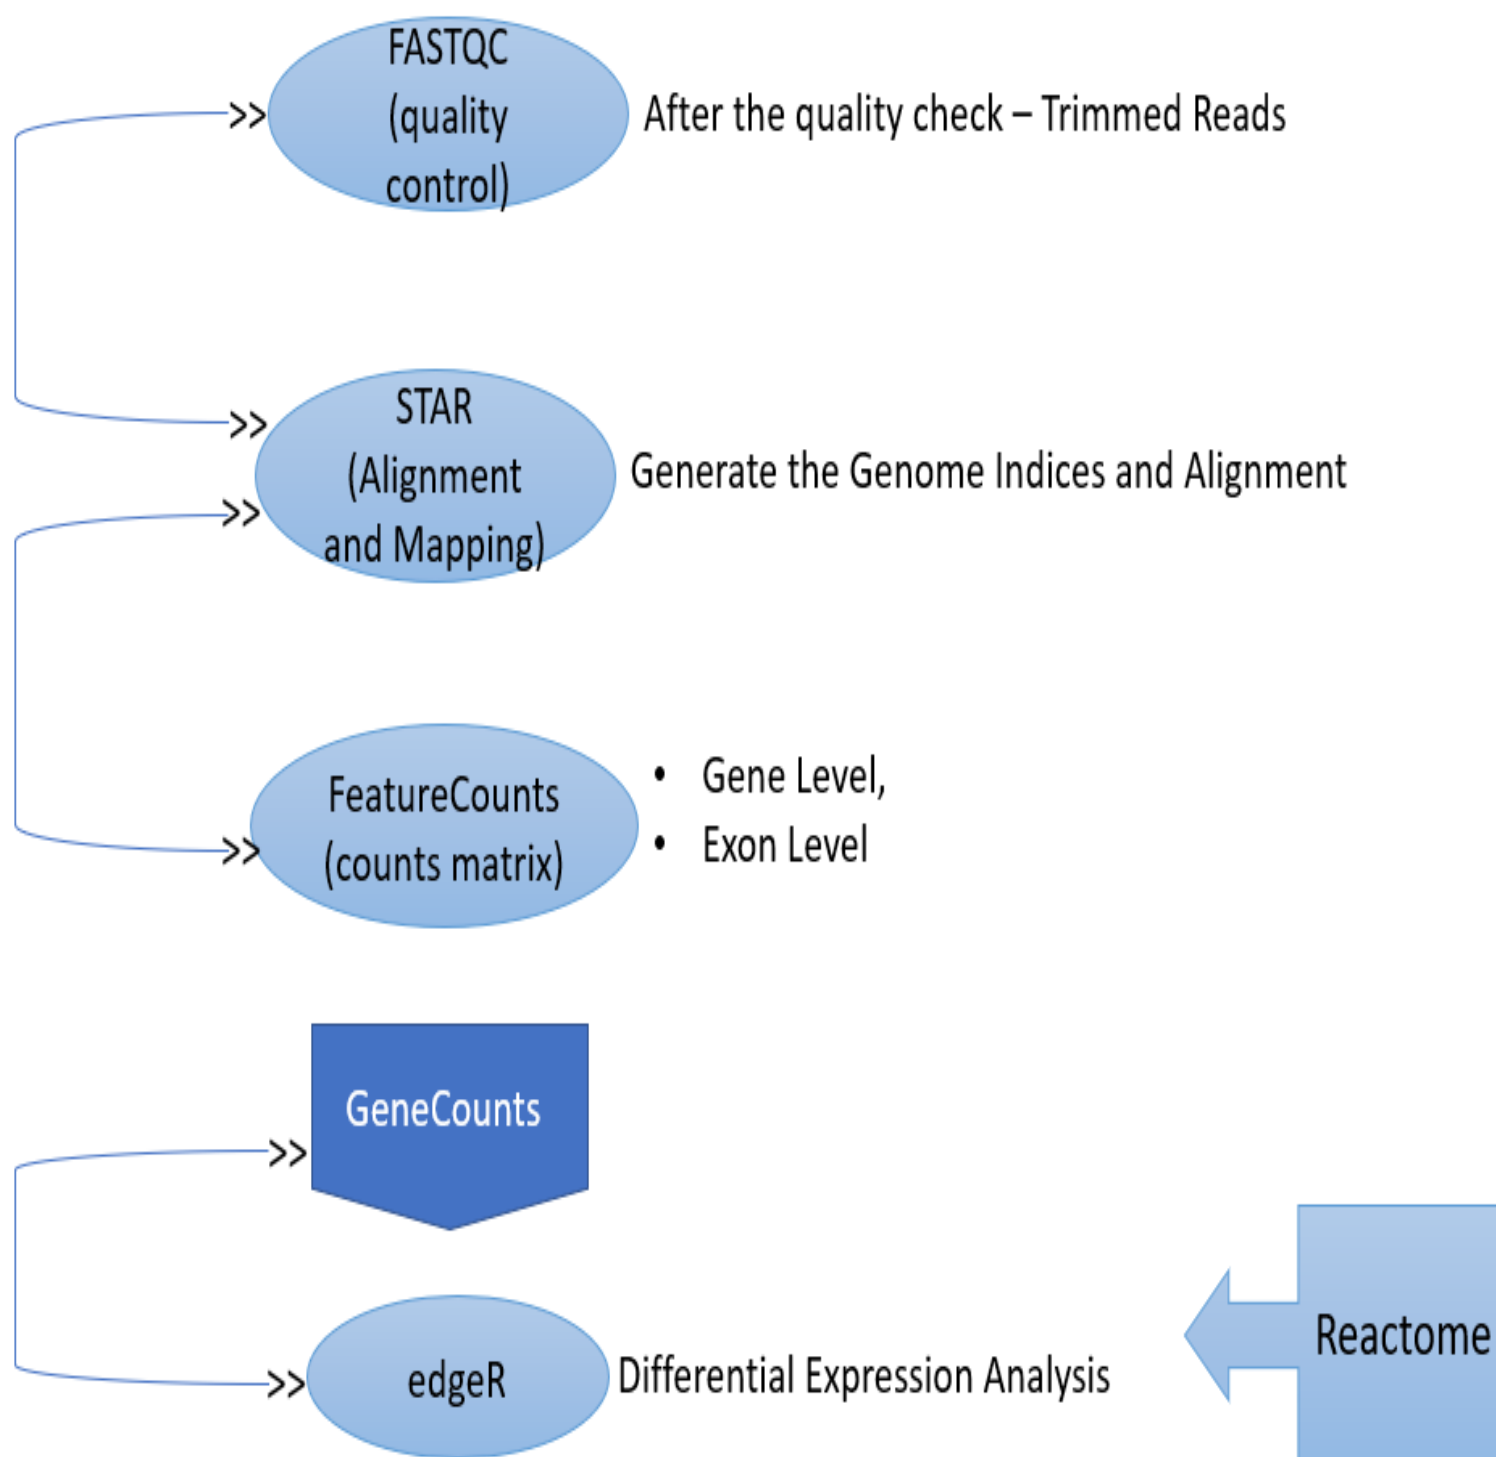 FASTQC
(quality
control)
After the quality check – Trimmed Reads
STAR
(Alignment
and Mapping)
Generate the Genome Indices and Alignment
FeatureCounts
(counts matrix)
• Gene Level,
• Exon Level
GeneCounts
edgeR
Differential Expression Analysis
Reactome